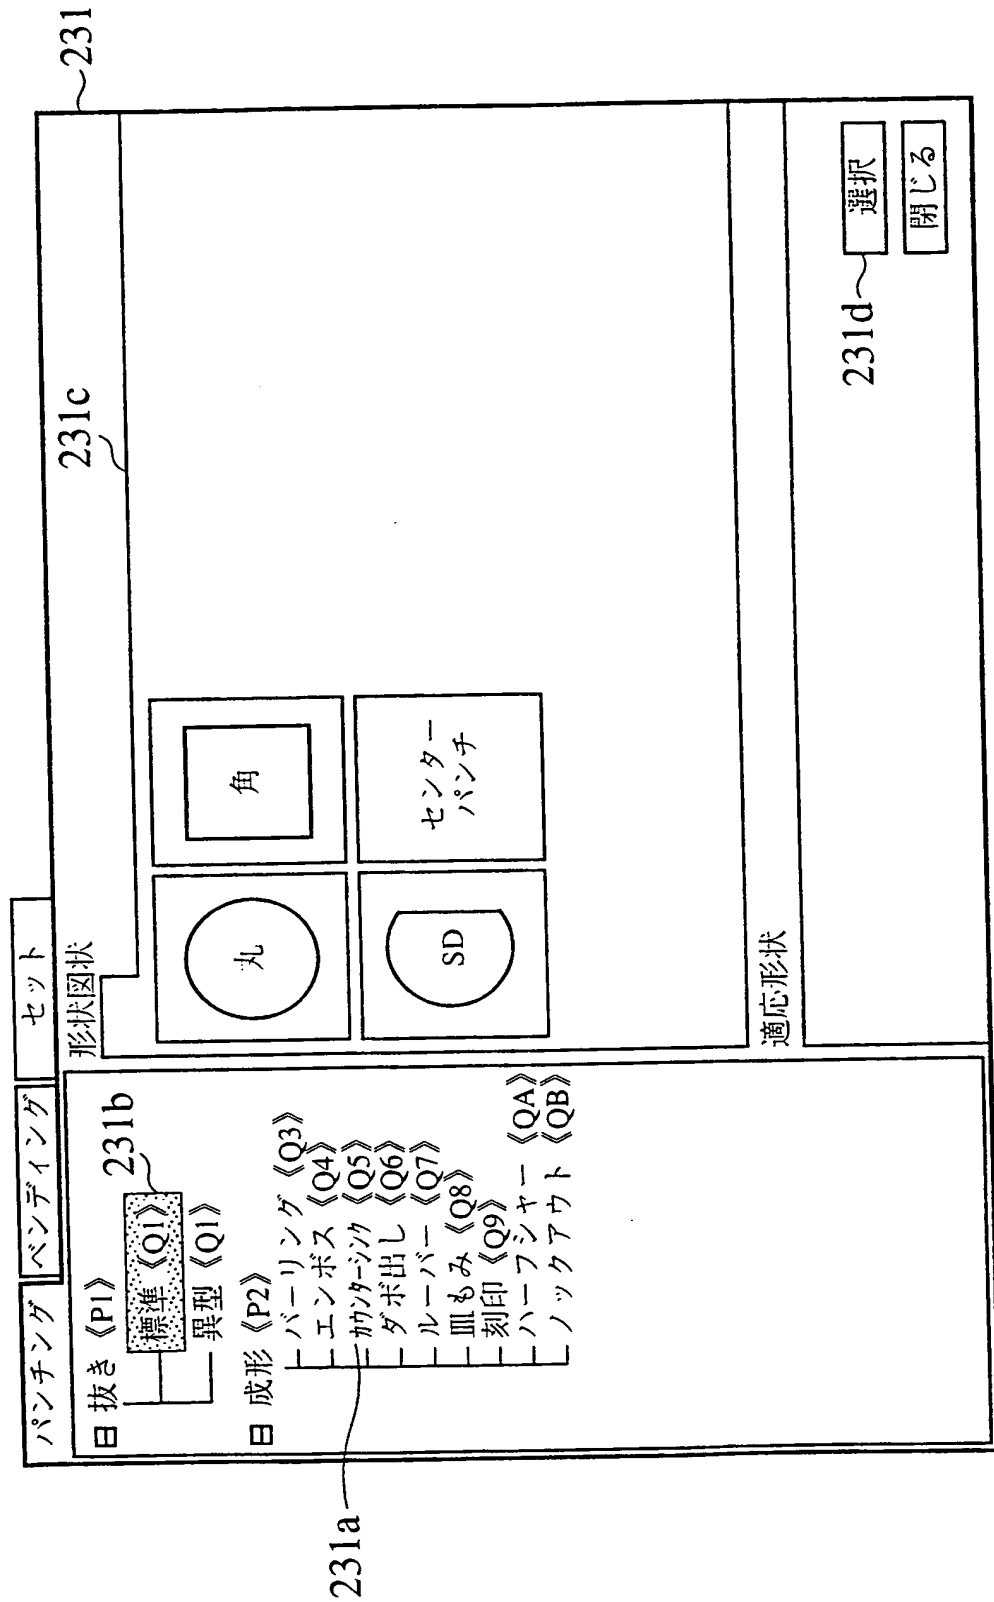 231
パンチング
ベンディング
セット
抜き 《P1》
標準 《Q1》
異型 《Q1》
231b
成形 《P2》
バーリング 《Q3》
エンボス 《Q4》
ｶｳﾝﾀｰｼﾝｸ 《Q5》
ダボ出し 《Q6》
ルーバー 《Q7》
皿もみ 《Q8》
刻印 《Q9》
ハーフシャー 《QA》
ノックアウト 《QB》
231a
形状図状
231c
丸
角
SD
センター
パンチ
適応形状
231d
選択
閉じる